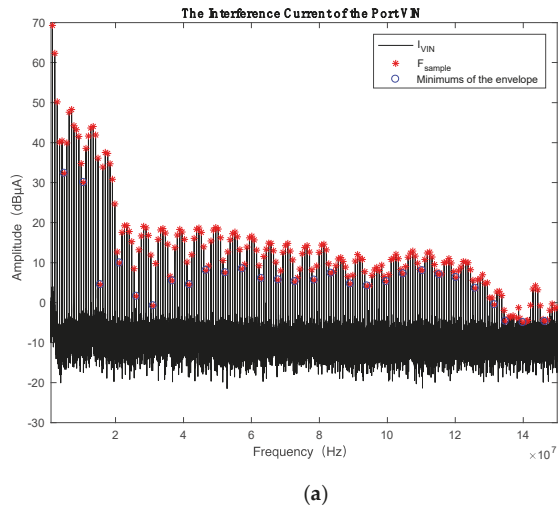 The Interference Current of the Port VIN
I_VIN
F_sample
Minimums of the envelope
Amplitude (dBμA)
70
60
50
40
30
20
10
0
-10
-20
-30
2
4
6
8
10
12
14
×10^7
Frequency (Hz)
(a)